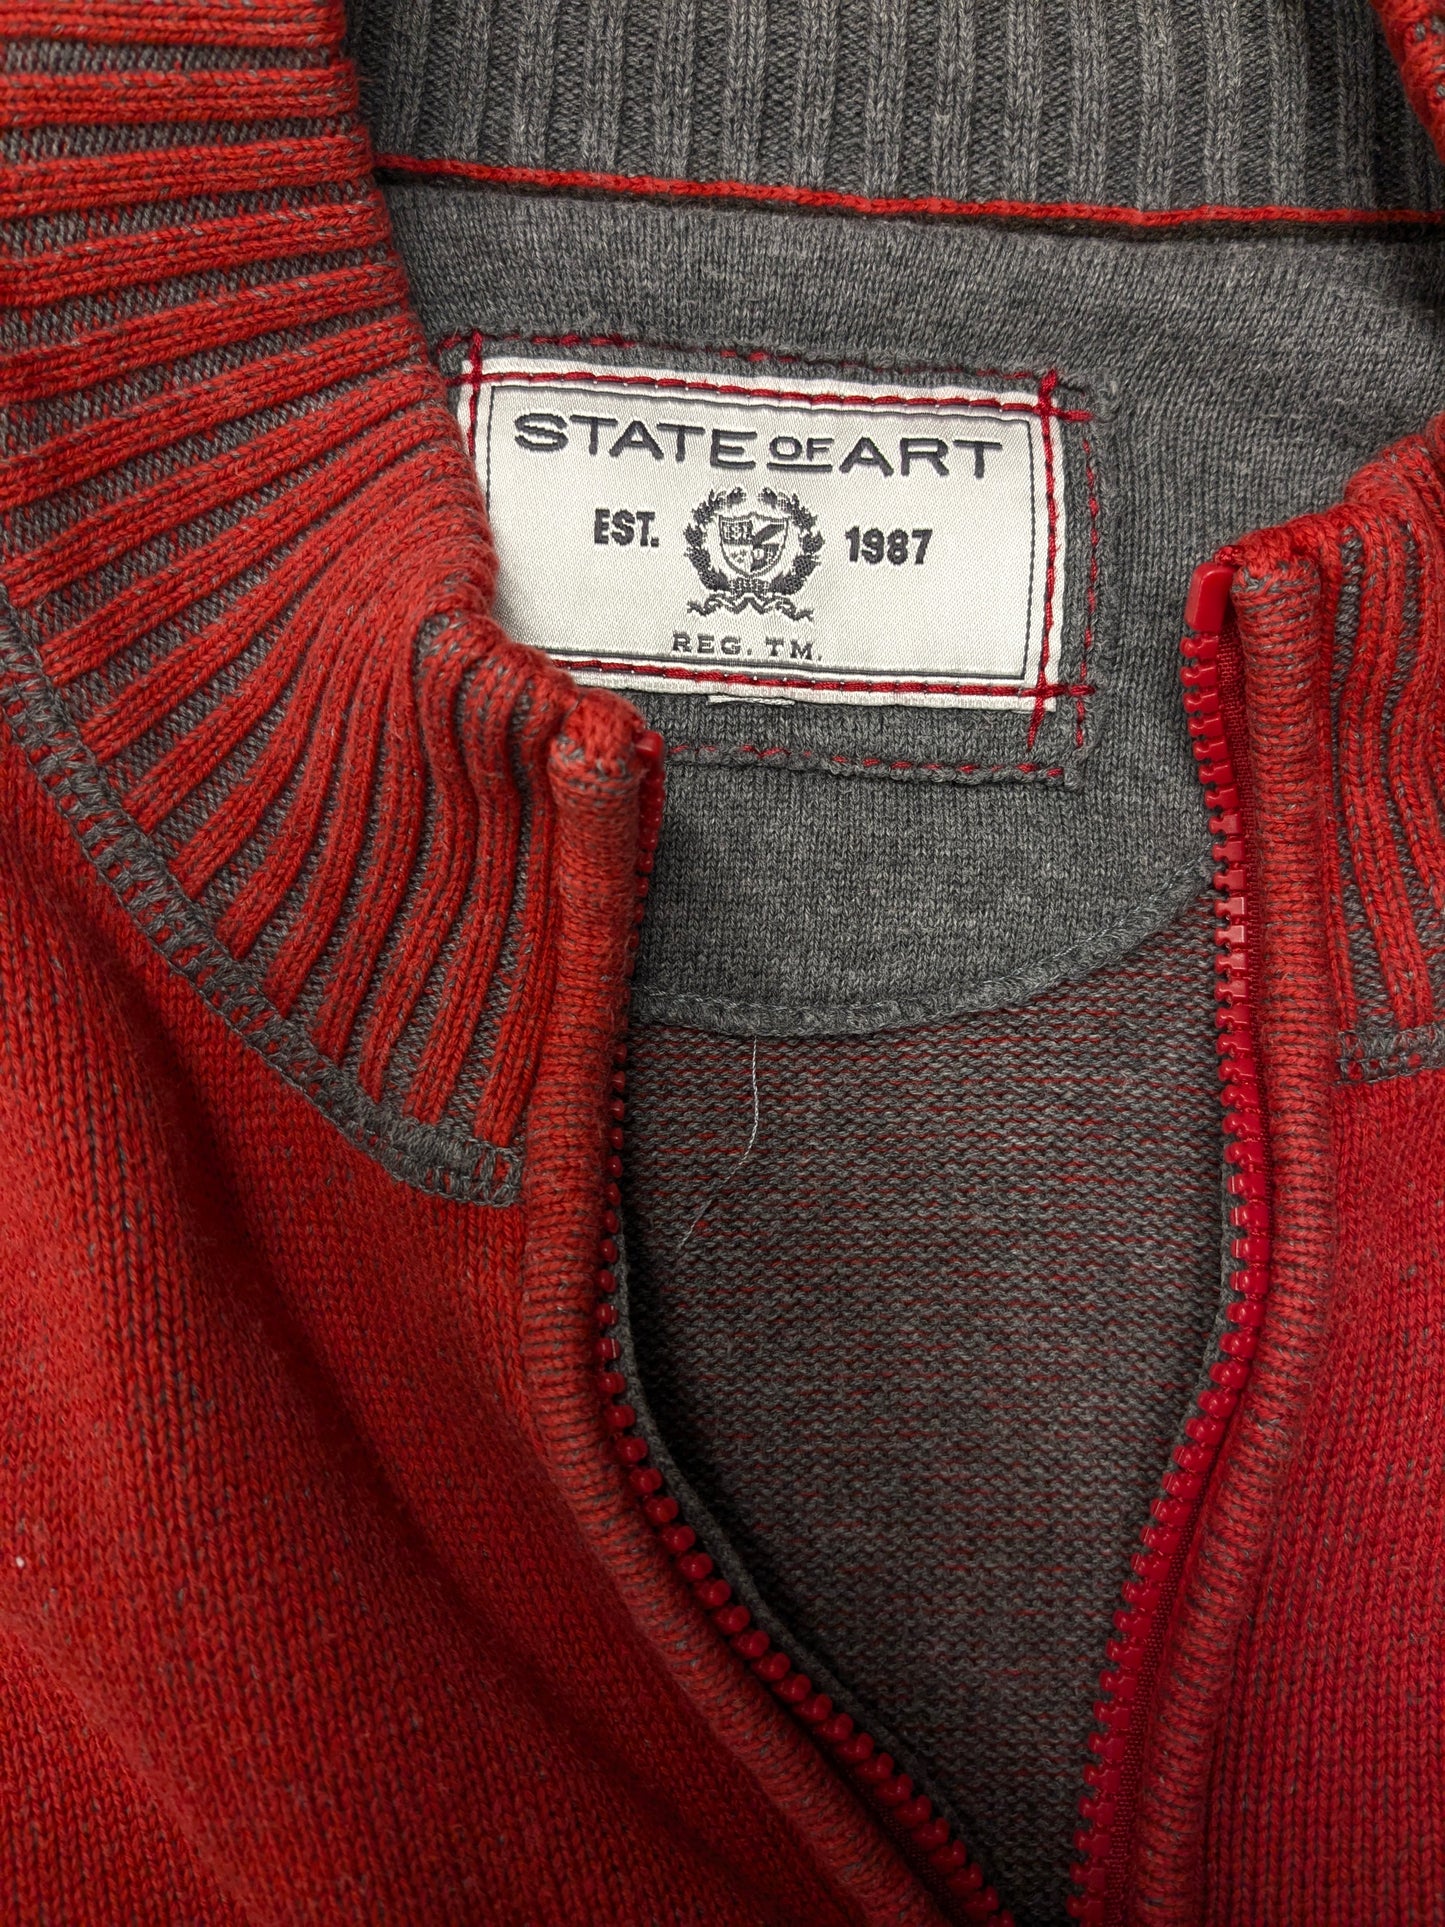 STATE OF ART
EST. 1987
REG. TM.